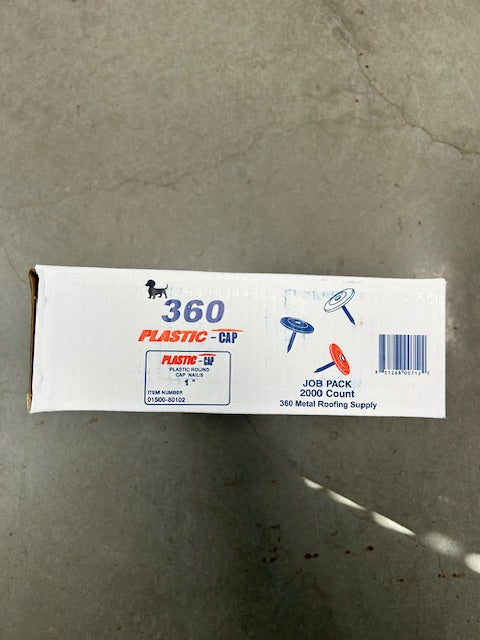 360
PLASTIC - CAP
PLASTIC - CAP
PLASTIC ROUND
CAP NAILS
1"
ITEM NUMBER
01500-80102
JOB PACK
2000 Count
360 Metal Roofing Supply